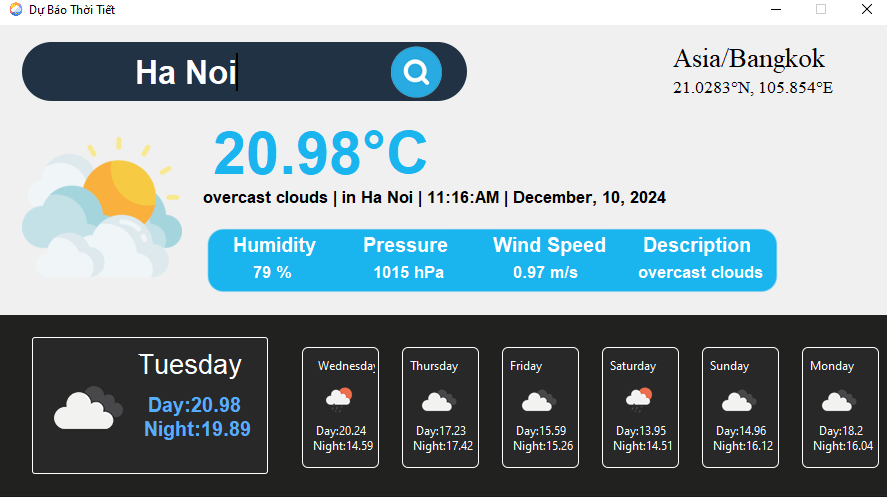 Dự Báo Thời Tiết
Ha Noi
Asia/Bangkok
21.0283°N, 105.854°E
20.98°C
overcast clouds | in Ha Noi | 11:16:AM | December, 10, 2024
Humidity Pressure Wind Speed Description
79 % 1015 hPa 0.97 m/s overcast clouds
Tuesday
Day:20.98
Night:19.89
Wednesday
Day:20.24
Night:14.59
Thursday
Day:17.23
Night:17.42
Friday
Day:15.59
Night:15.26
Saturday
Day:13.95
Night:14.51
Sunday
Day:14.96
Night:16.12
Monday
Day:18.2
Night:16.04